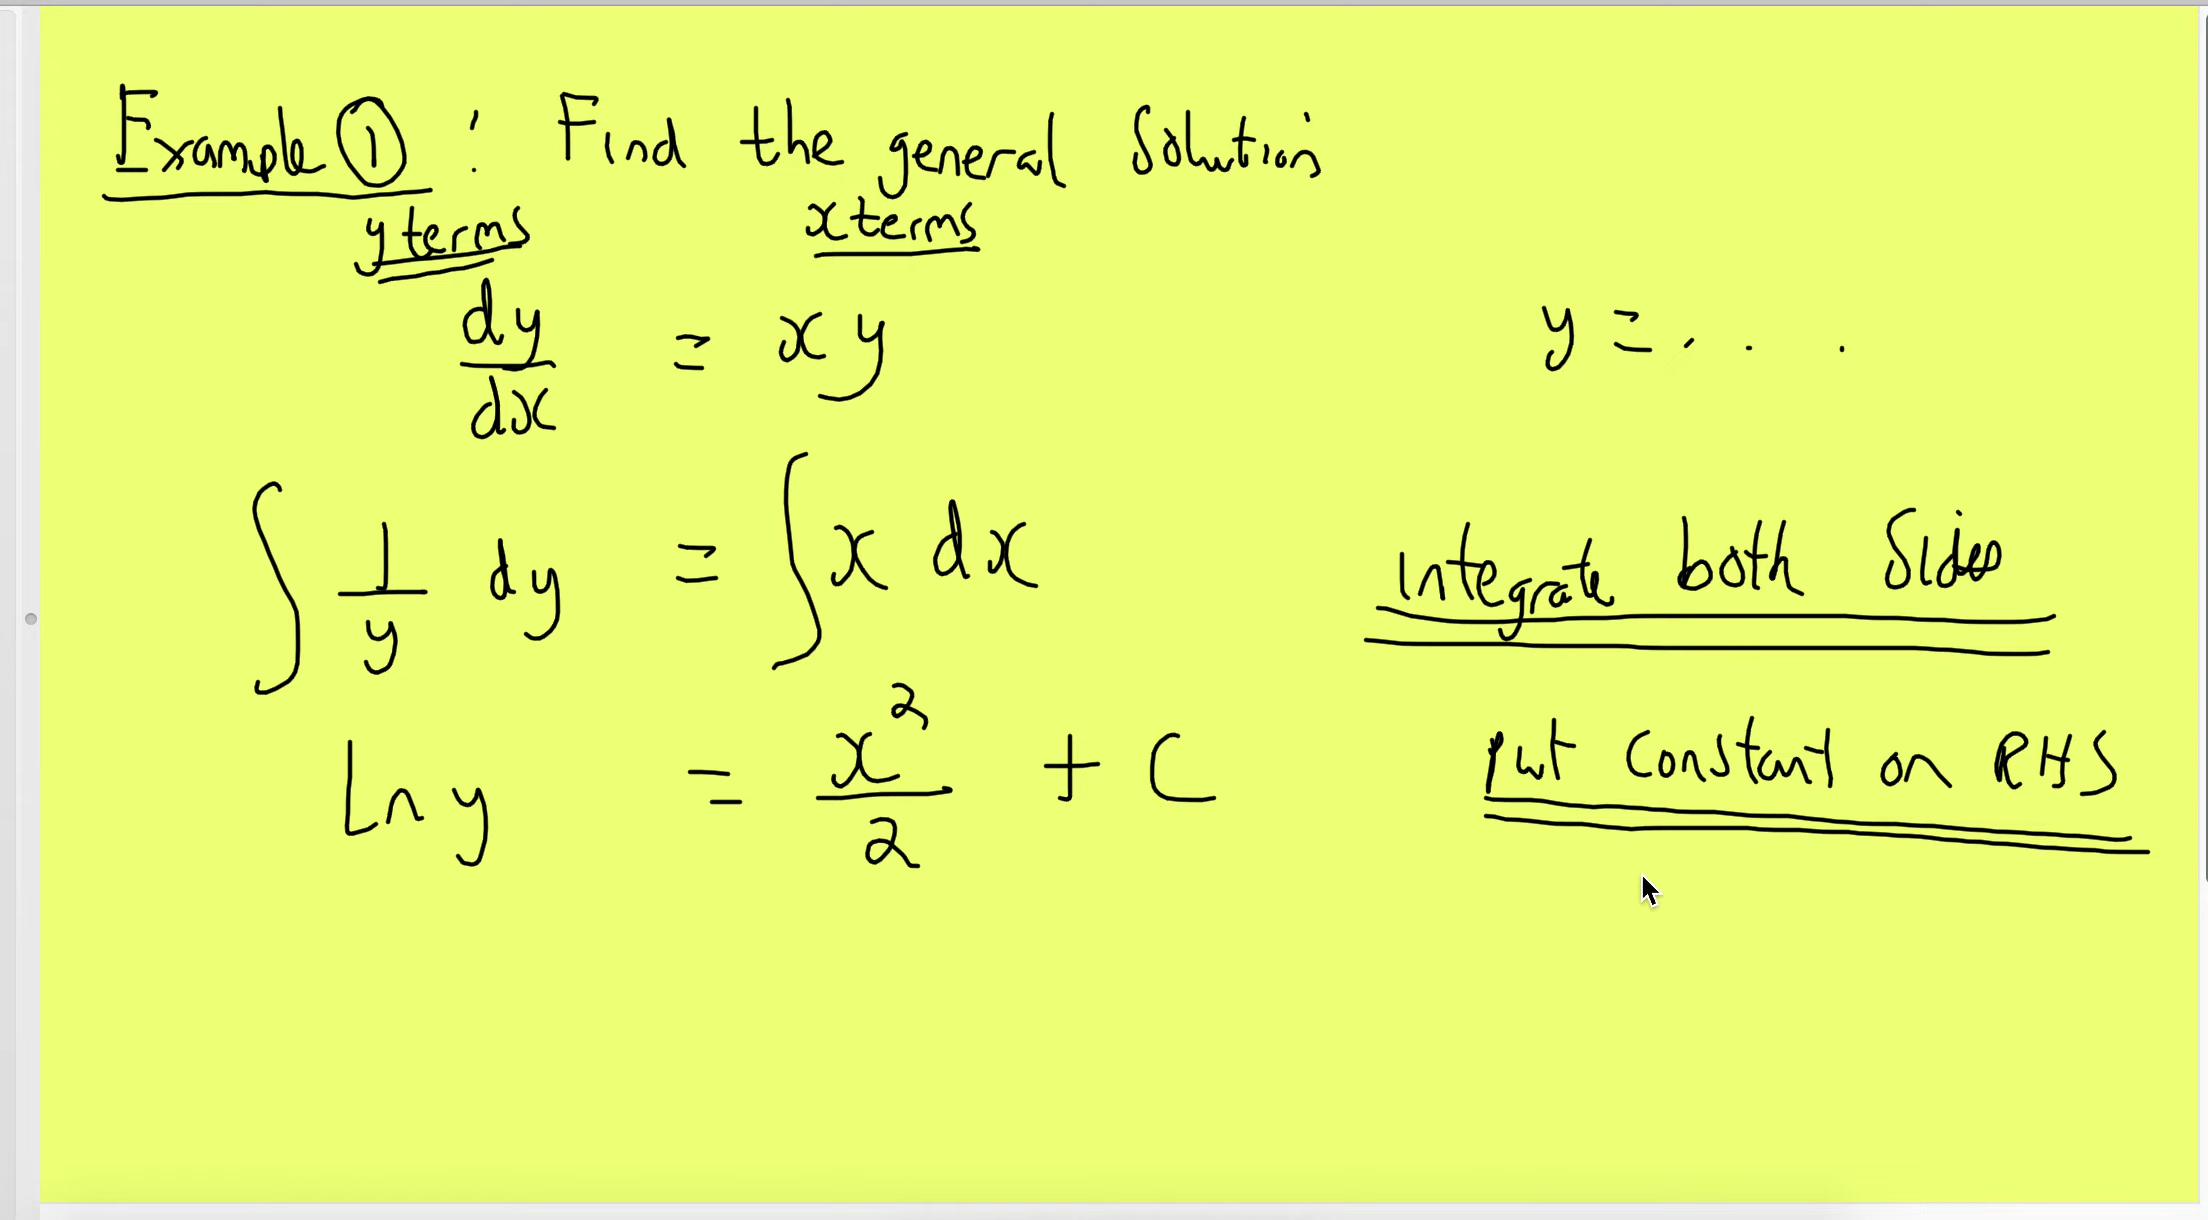 Example ① : Find the general Solution
y terms x terms
dy/dx = xy y = . . .
∫ 1/y dy = ∫ x dx integrate both Sides
Ln y = x²/2 + C put Constant on RHS